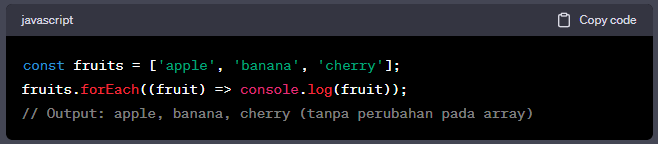 javascript
Copy code
const fruits = ['apple', 'banana', 'cherry'];
fruits.forEach((fruit) => console.log(fruit));
// Output: apple, banana, cherry (tanpa perubahan pada array)